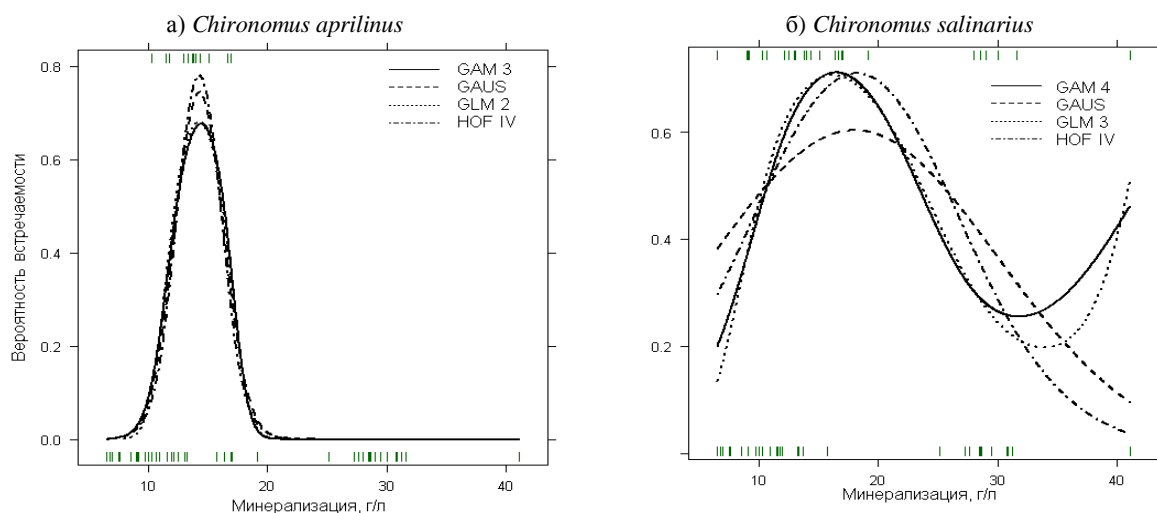 а) Chironomus aprilinus
0.8
0.6
0.4
0.2
0.0
Вероятность встречаемости
GAM 3
GAUS
GLM 2
HOF IV
10
20
30
40
Минерализация, г/л
б) Chironomus salinarius
0.6
0.4
0.2
GAM 4
GAUS
GLM 3
HOF IV
10
20
30
40
Минерализация, г/л